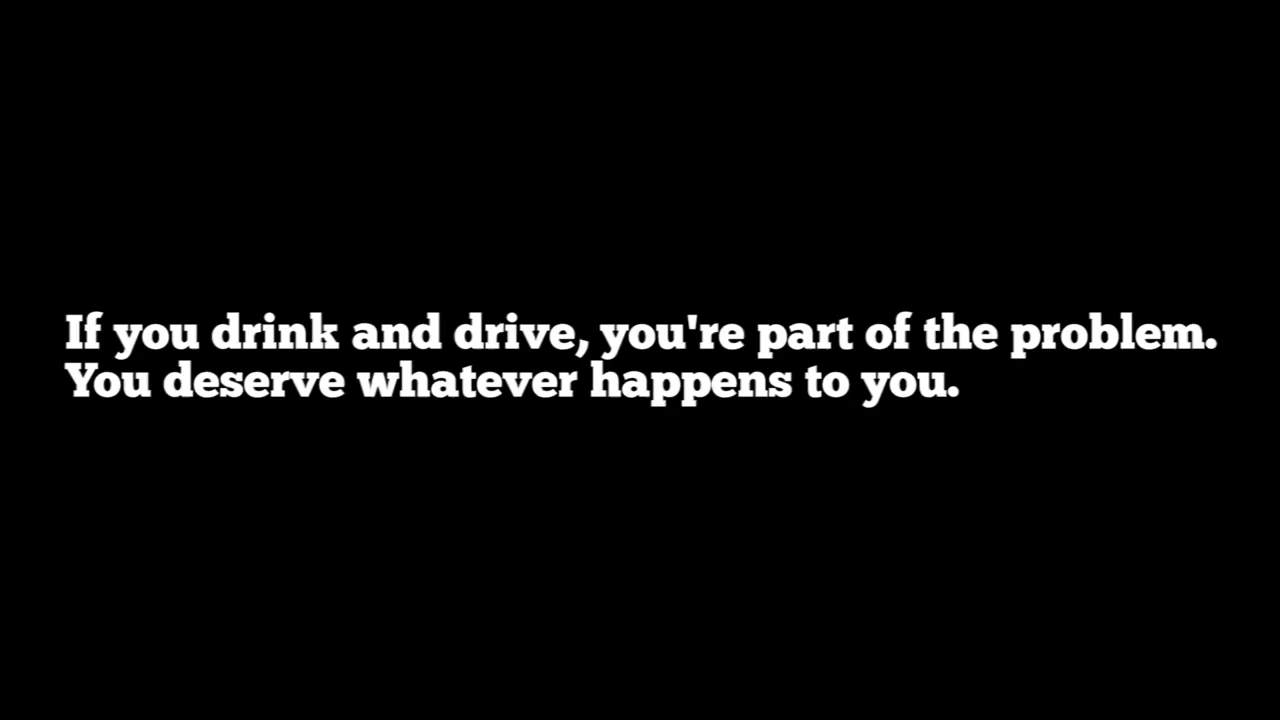 If you drink and drive, you're part of the problem.
You deserve whatever happens to you.